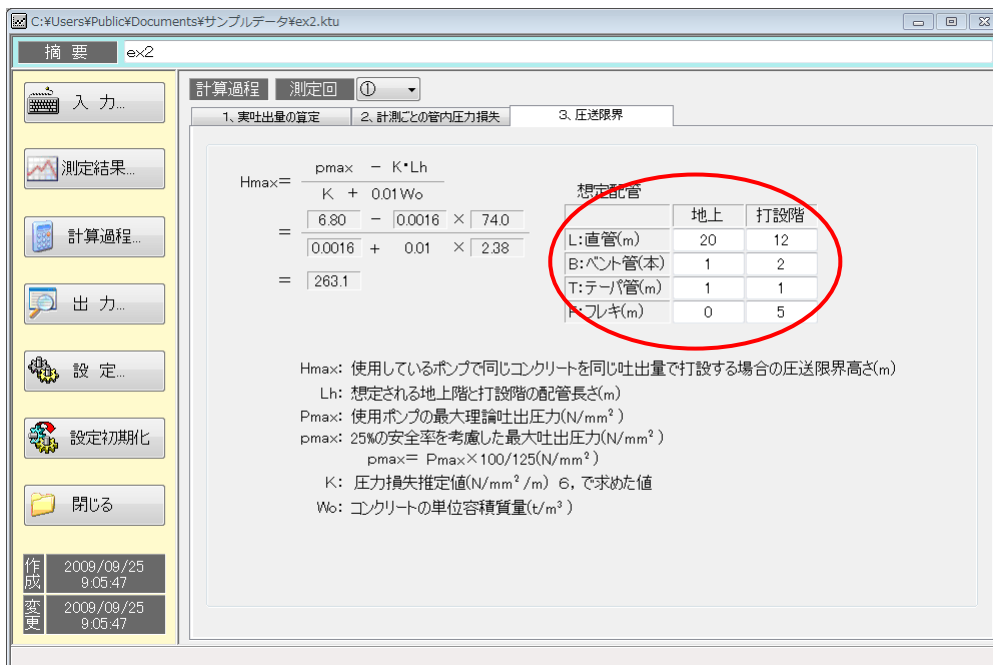 C:¥Users¥Public¥Documents¥サンプルデータ¥ex2.ktu
摘 要 ex2
入 力...
測定結果...
計算過程...
出 力...
設 定...
設定初期化
閉じる
作成 2009/09/25
9:05:47
変更 2009/09/25
9:05:47
計算過程 測定回 ①
1、実吐出量の算定 2、計測ごとの管内圧力損失 3、圧送限界
Hmax= pmax - K・Lh
K + 0.01Wo
= 6.80 - 0.0016 × 74.0
0.0016 + 0.01 × 2.38
= 263.1
想定配管
地上 打設階
L:直管(m) 20 12
B:ベント管(本) 1 2
T:テーパ管(m) 1 1
F:フレキ(m) 0 5
Hmax: 使用しているポンプで同じコンクリートを同じ吐出量で打設する場合の圧送限界高さ(m)
Lh: 想定される地上階と打設階の配管長さ(m)
Pmax: 使用ポンプの最大理論吐出圧力(N/mm²)
pmax: 25%の安全率を考慮した最大吐出圧力(N/mm²)
pmax= Pmax×100/125(N/mm²)
K: 圧力損失推定値(N/mm²/m) 6，で求めた値
Wo: コンクリートの単位容積質量(t/m³)